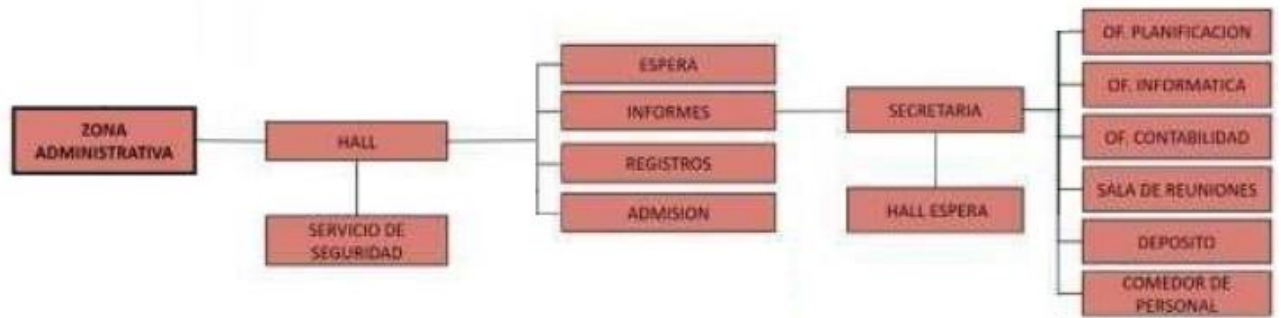 ZONA
ADMINISTRATIVA
HALL
SERVICIO DE
SEGURIDAD
ESPERA
INFORMES
REGISTROS
ADMISION
SECRETARIA
HALL ESPERA
OF. PLANIFICACION
OF. INFORMATICA
OF. CONTABILIDAD
SALA DE REUNIONES
DEPOSITO
COMEDOR DE
PERSONAL